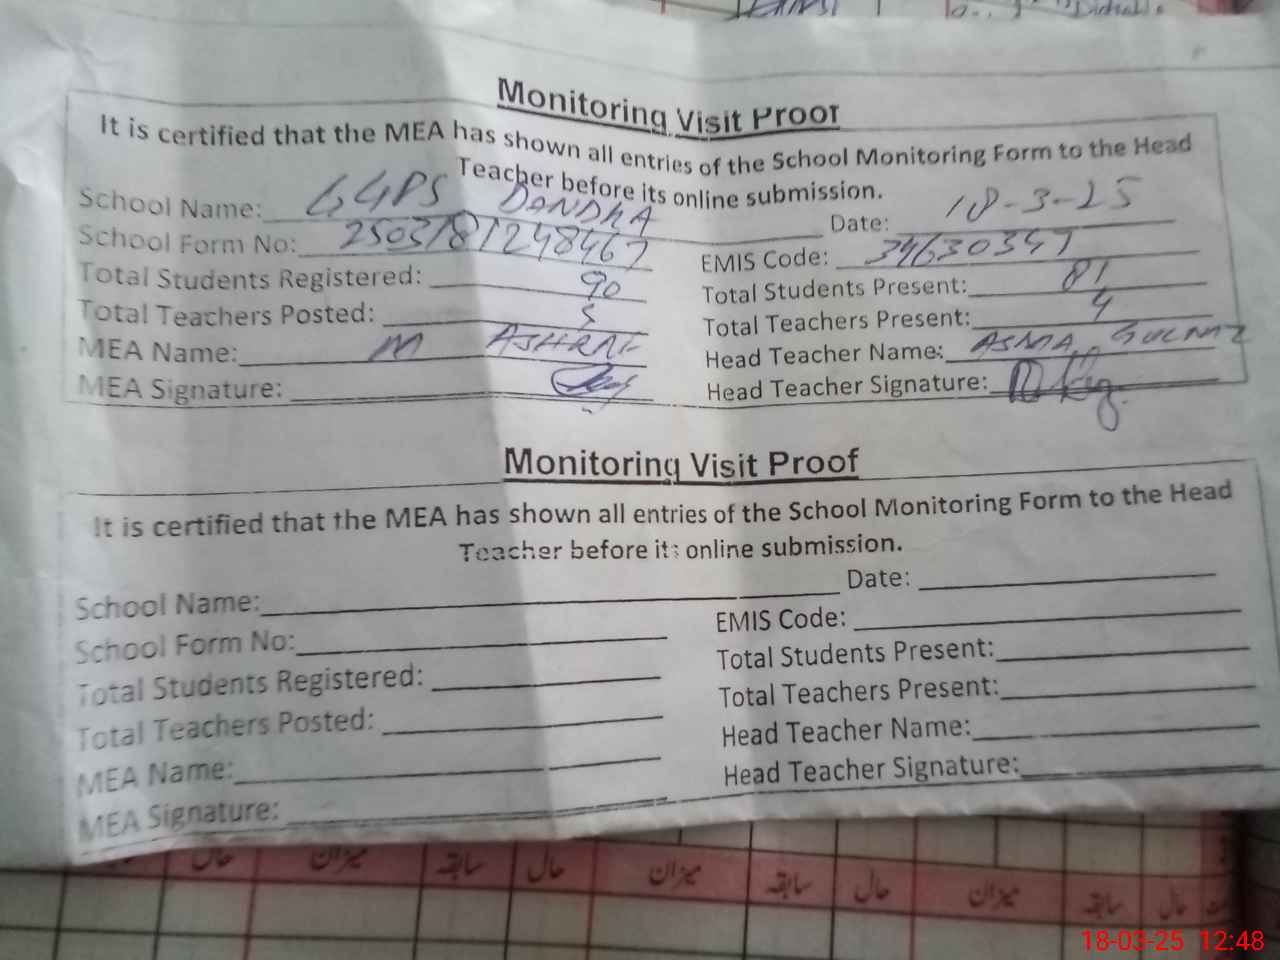 Monitoring Visit Proof
It is certified that the MEA has shown all entries of the School Monitoring Form to the Head
Teacher before its online submission.
School Name: GGPS DANDKA Date: 18-3-25
School Form No: 2503181248467 EMIS Code: 34630347
Total Students Registered: 90 Total Students Present: 81
Total Teachers Posted: 5 Total Teachers Present: 4
MEA Name: M ASHRAF Head Teacher Name: ASMA
MEA Signature: Head Teacher Signature:
Monitoring Visit Proof
It is certified that the MEA has shown all entries of the School Monitoring Form to the Head
Teacher before its online submission.
School Name: Date:
School Form No: EMIS Code:
Total Students Registered: Total Students Present:
Total Teachers Posted: Total Teachers Present:
MEA Name: Head Teacher Name:
MEA Signature: Head Teacher Signature:
حال میزان سابقہ حال میزان سابقہ حال میزان سابقہ حال
18-03-25 12:48